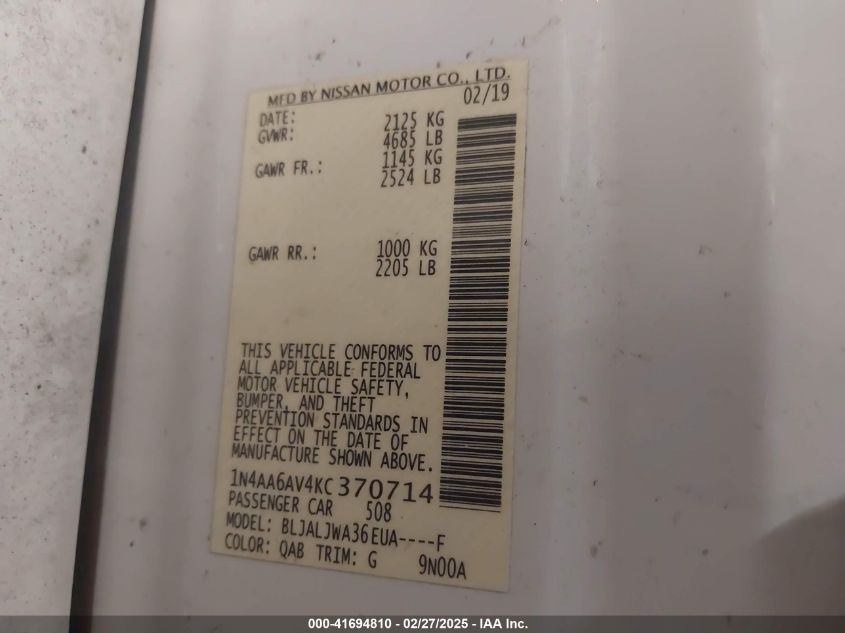 MFD BY NISSAN MOTOR CO., LTD.
DATE: 02/19
GVWR: 2125 KG
4685 LB
GAWR FR.: 1145 KG
2524 LB
GAWR RR.: 1000 KG
2205 LB
THIS VEHICLE CONFORMS TO
ALL APPLICABLE FEDERAL
MOTOR VEHICLE SAFETY,
BUMPER, AND THEFT
PREVENTION STANDARDS IN
EFFECT ON THE DATE OF
MANUFACTURE SHOWN ABOVE.
1N4AA6AV4KC370714
PASSENGER CAR 508
MODEL: BLJALJWA36EUA----F
COLOR: QAB TRIM: G 9N00A
000-41694810 - 02/27/2025 - IAA Inc.